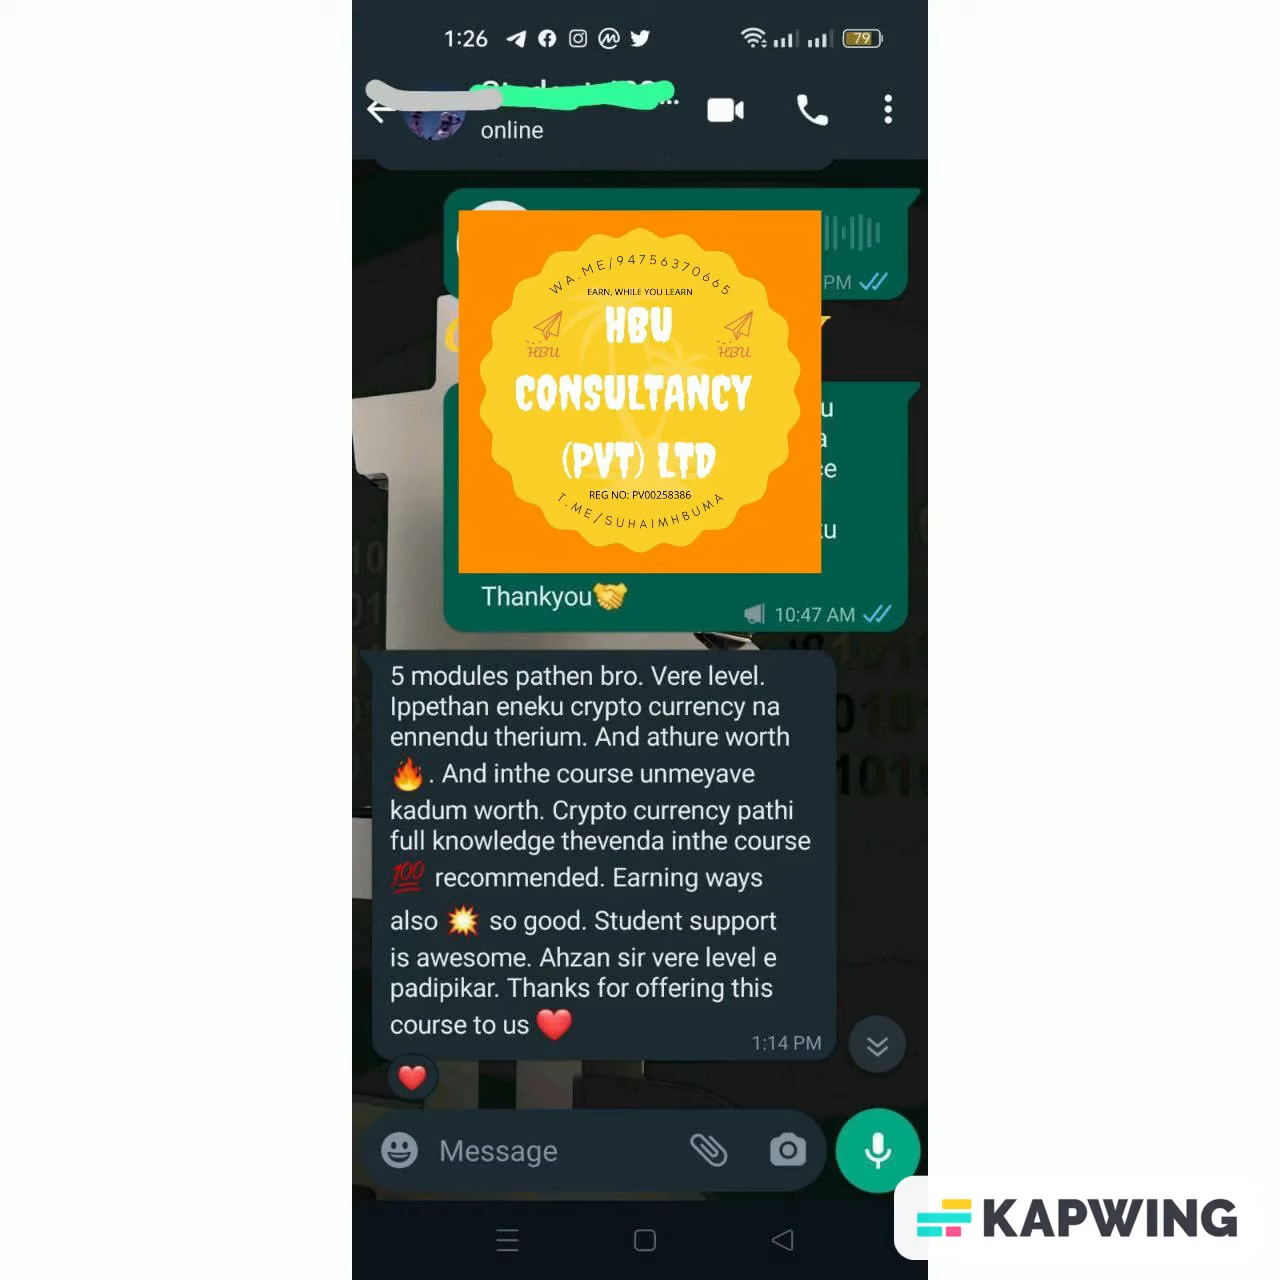 1:26
79
online
PM
WA.ME/94756370665
EARN, WHILE YOU LEARN
HBU
HBU
HBU
CONSULTANCY
(PVT) LTD
REG NO: PV00258386
T.ME/SUHAIMHBUMA
Thankyou🤝
10:47 AM
5 modules pathen bro. Vere level.
Ippethan eneku crypto currency na
ennendu therium. And athure worth
🔥. And inthe course unmeyave
kadum worth. Crypto currency pathi
full knowledge thevenda inthe course
💯 recommended. Earning ways
also 💥 so good. Student support
is awesome. Ahzan sir vere level e
padipikar. Thanks for offering this
course to us ❤️
1:14 PM
Message
KAPWING